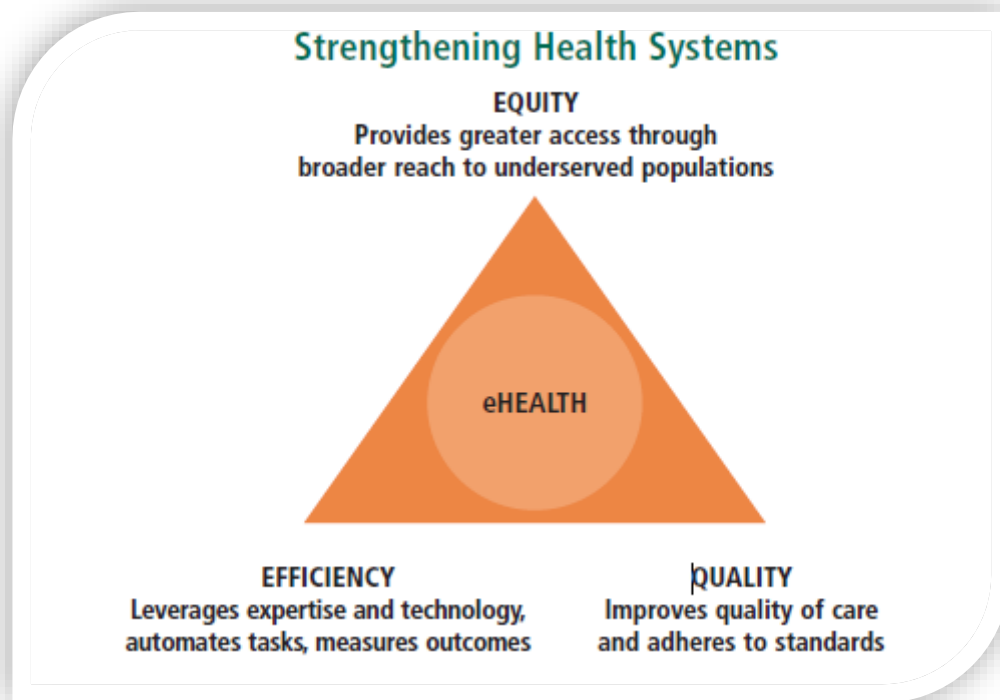 Strengthening Health Systems
EQUITY
Provides greater access through
broader reach to underserved populations
eHEALTH
EFFICIENCY
Leverages expertise and technology,
automates tasks, measures outcomes
QUALITY
Improves quality of care
and adheres to standards